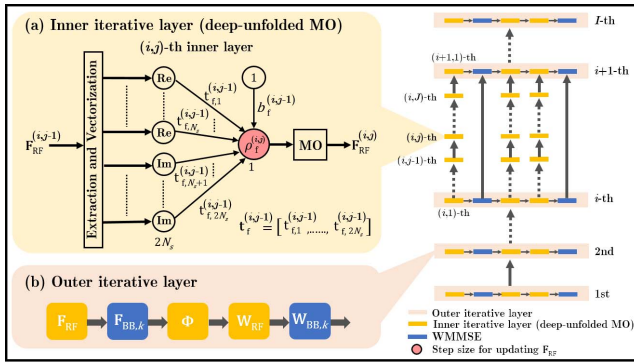 (a) Inner iterative layer (deep-unfolded MO)
(i,j)-th inner layer
F_RF^(i,j-1)
Extraction and Vectorization
Re
Re
Im
Im
2N_s
t_f,1^(i,j-1)
t_f,N_s^(i,j-1)
t_f,N_s+1^(i,j-1)
t_f,2N_s^(i,j-1)
1
b_f^(i,j-1)
ρ_f^(i,j)
1
MO
F_RF^(i,j)
t_f^(i,j-1) = [t_f,1^(i,j-1),....., t_f,2N_s^(i,j-1)]
(b) Outer iterative layer
F_RF
F_BB,k
Φ
W_RF
W_BB,k
I-th
(i+1,1)-th
i+1-th
(i,J)-th
(i,j)-th
(i,j-1)-th
(i,1)-th
i-th
2nd
1st
Outer iterative layer
Inner iterative layer (deep-unfolded MO)
WMMSE
Step size for updating F_RF